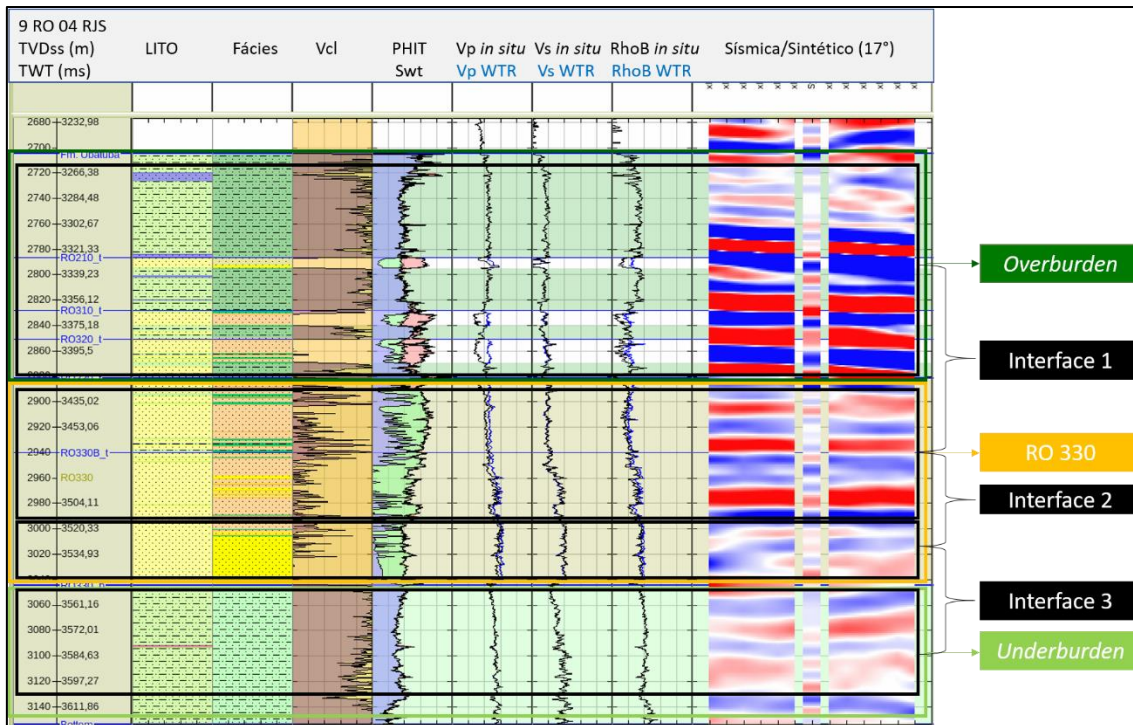 9 RO 04 RJS
TVDss (m) LITO Fácies Vcl PHIT Vp in situ Vs in situ RhoB in situ Sísmica/Sintético (17°)
TWT (ms) Swt Vp WTR Vs WTR RhoB WTR
S
2680 3232,98
2700
Fm. Ubatuba
2720 3266,38
2740 3284,48
2760 3302,67
2780 3321,33
RO210_t
2800 3339,23
Overburden
2820 3356,12
RO310_t
2840 3375,18
RO320_t
2860 3395,5
Interface 1
2900 3435,02
2920 3453,06
2940 RO330B_t
RO 330
2960 RO330
2980 3504,11
Interface 2
3000 3520,33
3020 3534,93
3060 3561,16
Interface 3
3080 3572,01
3100 3584,63
Underburden
3120 3597,27
3140 3611,86
Bottom